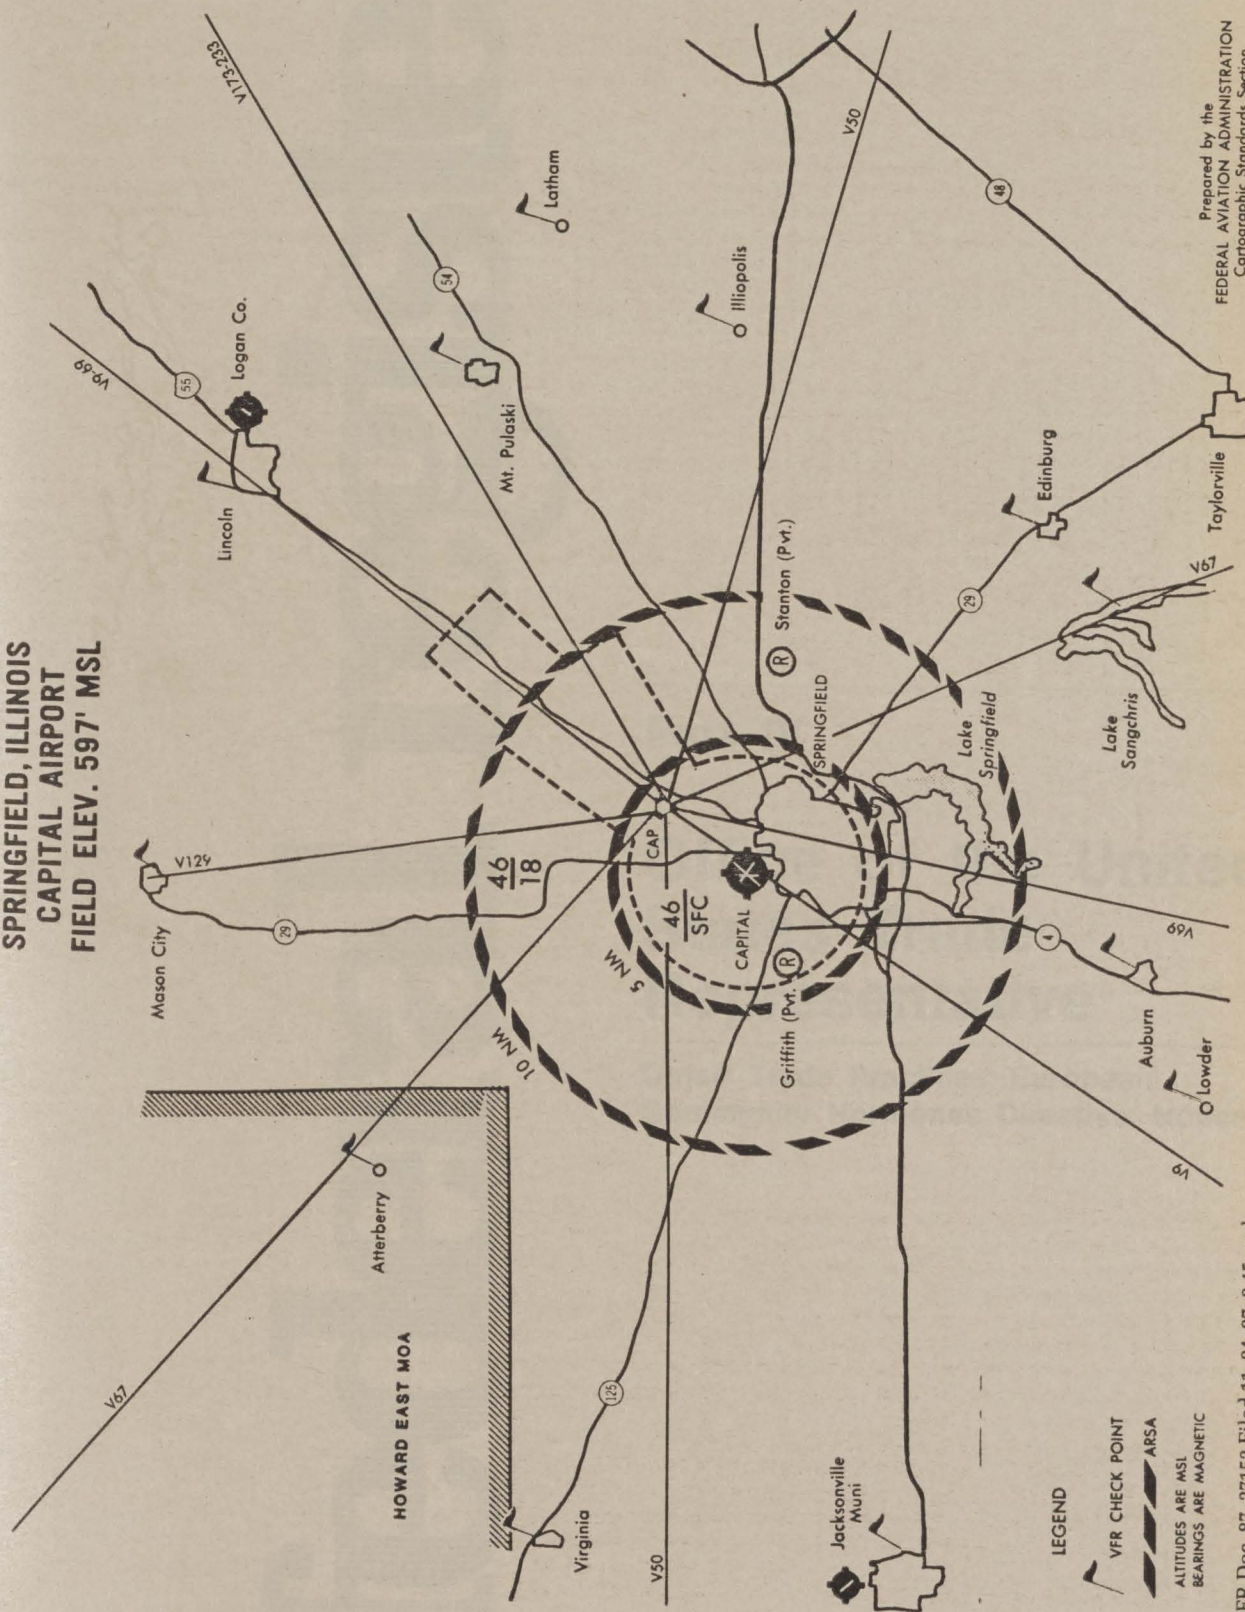 SPRINGFIELD, ILLINOIS
CAPITAL AIRPORT
FIELD ELEV. 597' MSL
V173-233
V9-69
55
Logan Co.
Lincoln
54
Latham
Mt. Pulaski
Illiopolis
V50
48
Mason City
V129
29
46
18
10 NM
5 NM
CAP
46
SFC
CAPITAL
Griffith (Pvt.)
R
R
Stanton (Pvt.)
SPRINGFIELD
29
Edinburg
Taylorville
V67
Lake
Springfield
Lake
Sangchris
V69
4
Auburn
Lowder
V9
V67
Atterberry
HOWARD EAST MOA
125
Virginia
V50
Jacksonville
Muni
LEGEND
VFR CHECK POINT
ARSA
ALTITUDES ARE MSL
BEARINGS ARE MAGNETIC
Prepared by the
FEDERAL AVIATION ADMINISTRATION
Cartographic Standards Section